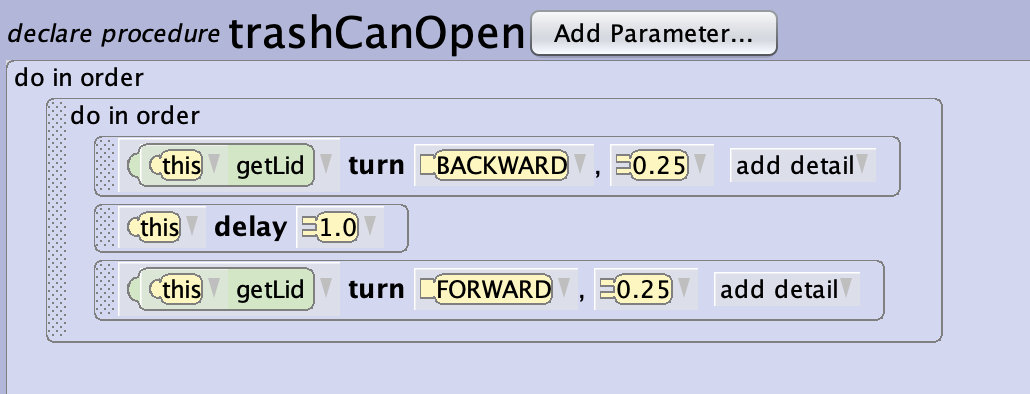 declare procedure trashCanOpen Add Parameter...
do in order
do in order
this getLid turn BACKWARD, 0.25 add detail
this delay 1.0
this getLid turn FORWARD, 0.25 add detail